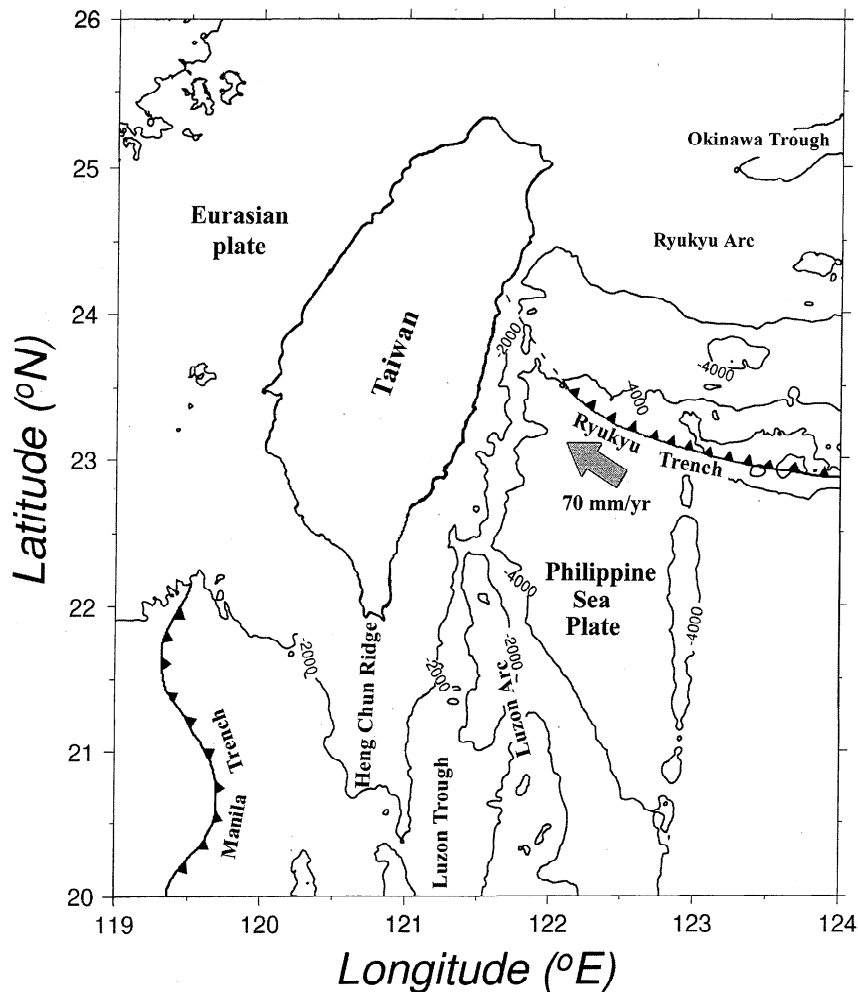 26
25
24
23
22
21
20
Latitude (°N)
Okinawa Trough
Eurasian
plate
Ryukyu Arc
Taiwan
-2000
-4000
-4000
Ryukyu Trench
70 mm/yr
Philippine
Sea
Plate
-4000
-4000
-2000
-2000
-2000
Heng Chun Ridge
Luzon Arc
Luzon Trough
Manila Trench
119
120
121
122
123
124
Longitude (°E)